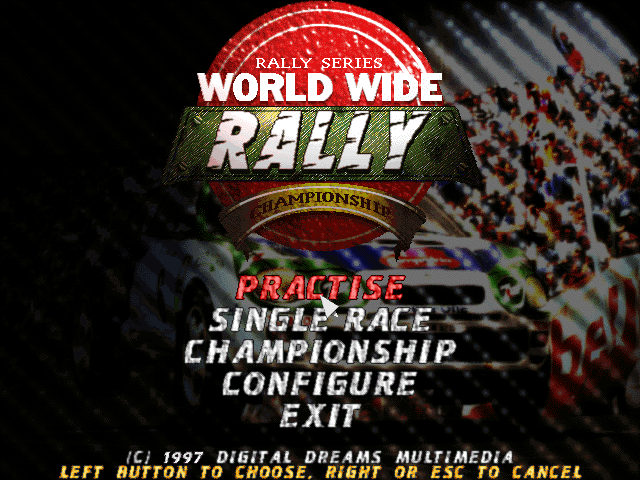 RALLY SERIES
WORLD WIDE
RALLY
CHAMPIONSHIP
PRACTISE
SINGLE RACE
CHAMPIONSHIP
CONFIGURE
EXIT
(C) 1997 DIGITAL DREAMS MULTIMEDIA
LEFT BUTTON TO CHOOSE, RIGHT OR ESC TO CANCEL